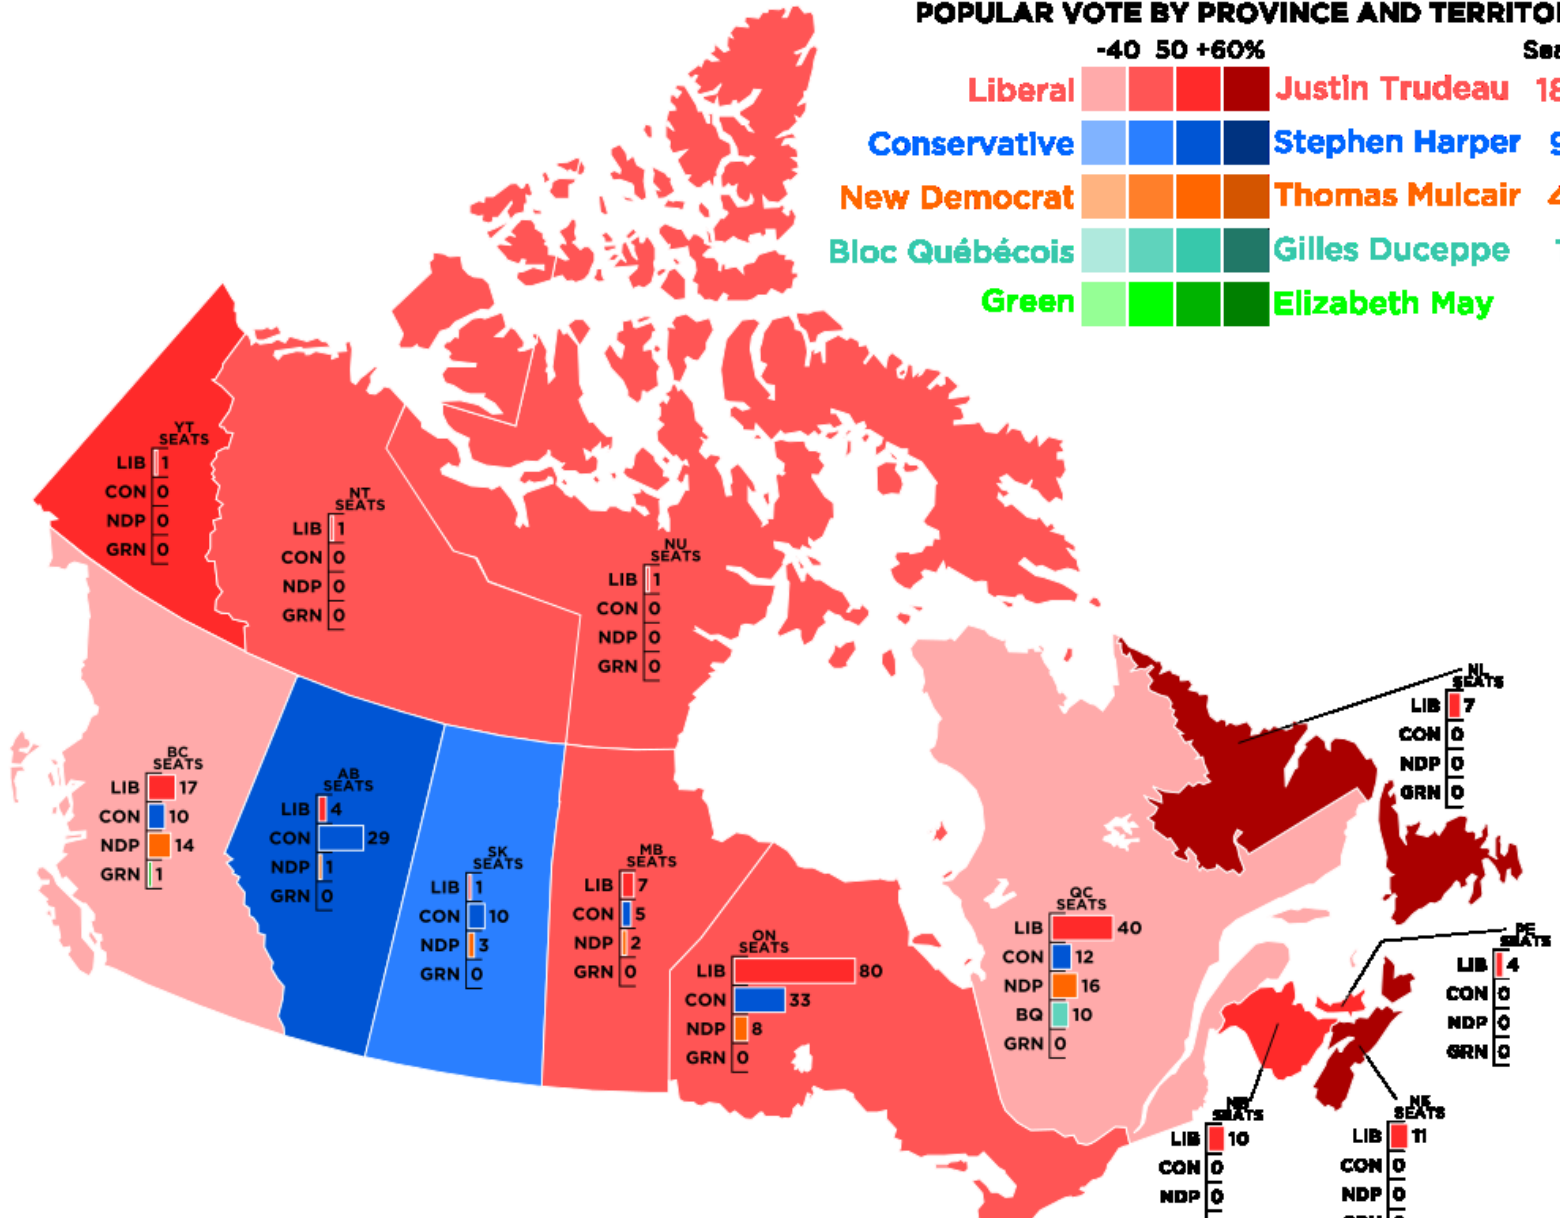 POPULAR VOTE BY PROVINCE AND TERRITO
-40 50 +60%
Sea
Liberal Justin Trudeau 18
Conservative Stephen Harper 9
New Democrat Thomas Mulcair 4
Bloc Québécois Gilles Duceppe 1
Green Elizabeth May
YT
SEATS
LIB 1
CON 0
NDP 0
GRN 0
NT
SEATS
LIB 1
CON 0
NDP 0
GRN 0
NU
SEATS
LIB 1
CON 0
NDP 0
GRN 0
NL
SEATS
LIB 7
CON 0
NDP 0
GRN 0
BC
SEATS
LIB 17
CON 10
NDP 14
GRN 1
AB
SEATS
LIB 4
CON 29
NDP 1
GRN 0
SK
SEATS
LIB 1
CON 10
NDP 3
GRN 0
MB
SEATS
LIB 7
CON 5
NDP 2
GRN 0
ON
SEATS
LIB 80
CON 33
NDP 8
GRN 0
QC
SEATS
LIB 40
CON 12
NDP 16
BQ 10
GRN 0
PE
SEATS
LIB 4
CON 0
NDP 0
GRN 0
NB
SEATS
LIB 10
CON 0
NDP 0
SEATS
LIB 11
CON 0
NDP 0